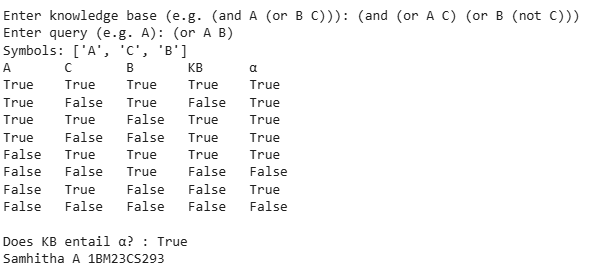 Enter knowledge base (e.g. (and A (or B C))): (and (or A C) (or B (not C)))
Enter query (e.g. A): (or A B)
Symbols: ['A', 'C', 'B']
A C B KB α
True True True True True
True False True False True
True True False True True
True False False True True
False True True True True
False False True False False
False True False False True
False False False False False
Does KB entail α? : True
Samhitha A 1BM23CS293